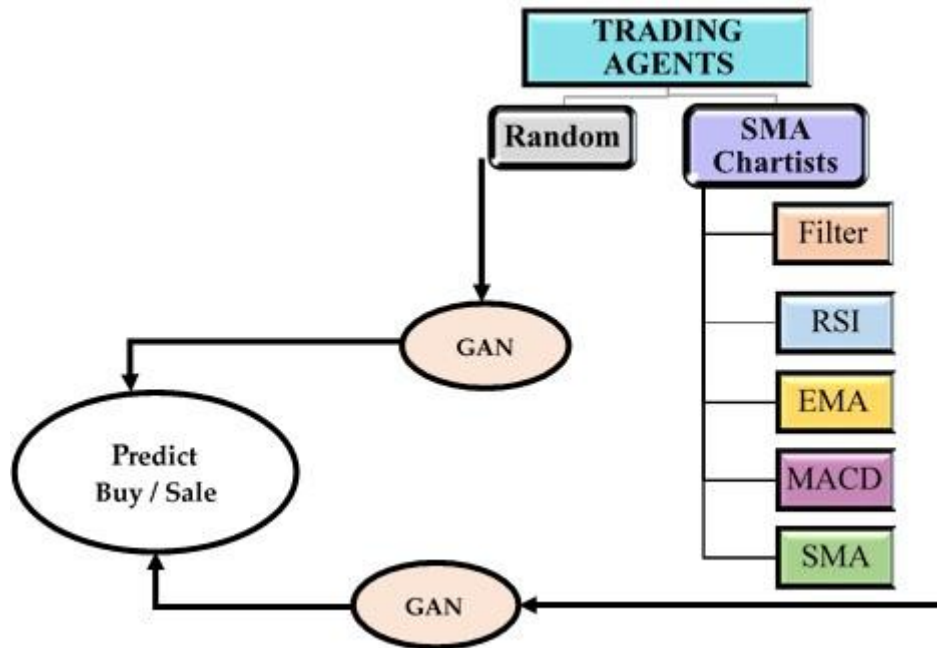 TRADING
AGENTS
Random
SMA
Chartists
Filter
RSI
GAN
EMA
Predict
Buy / Sale
MACD
SMA
GAN